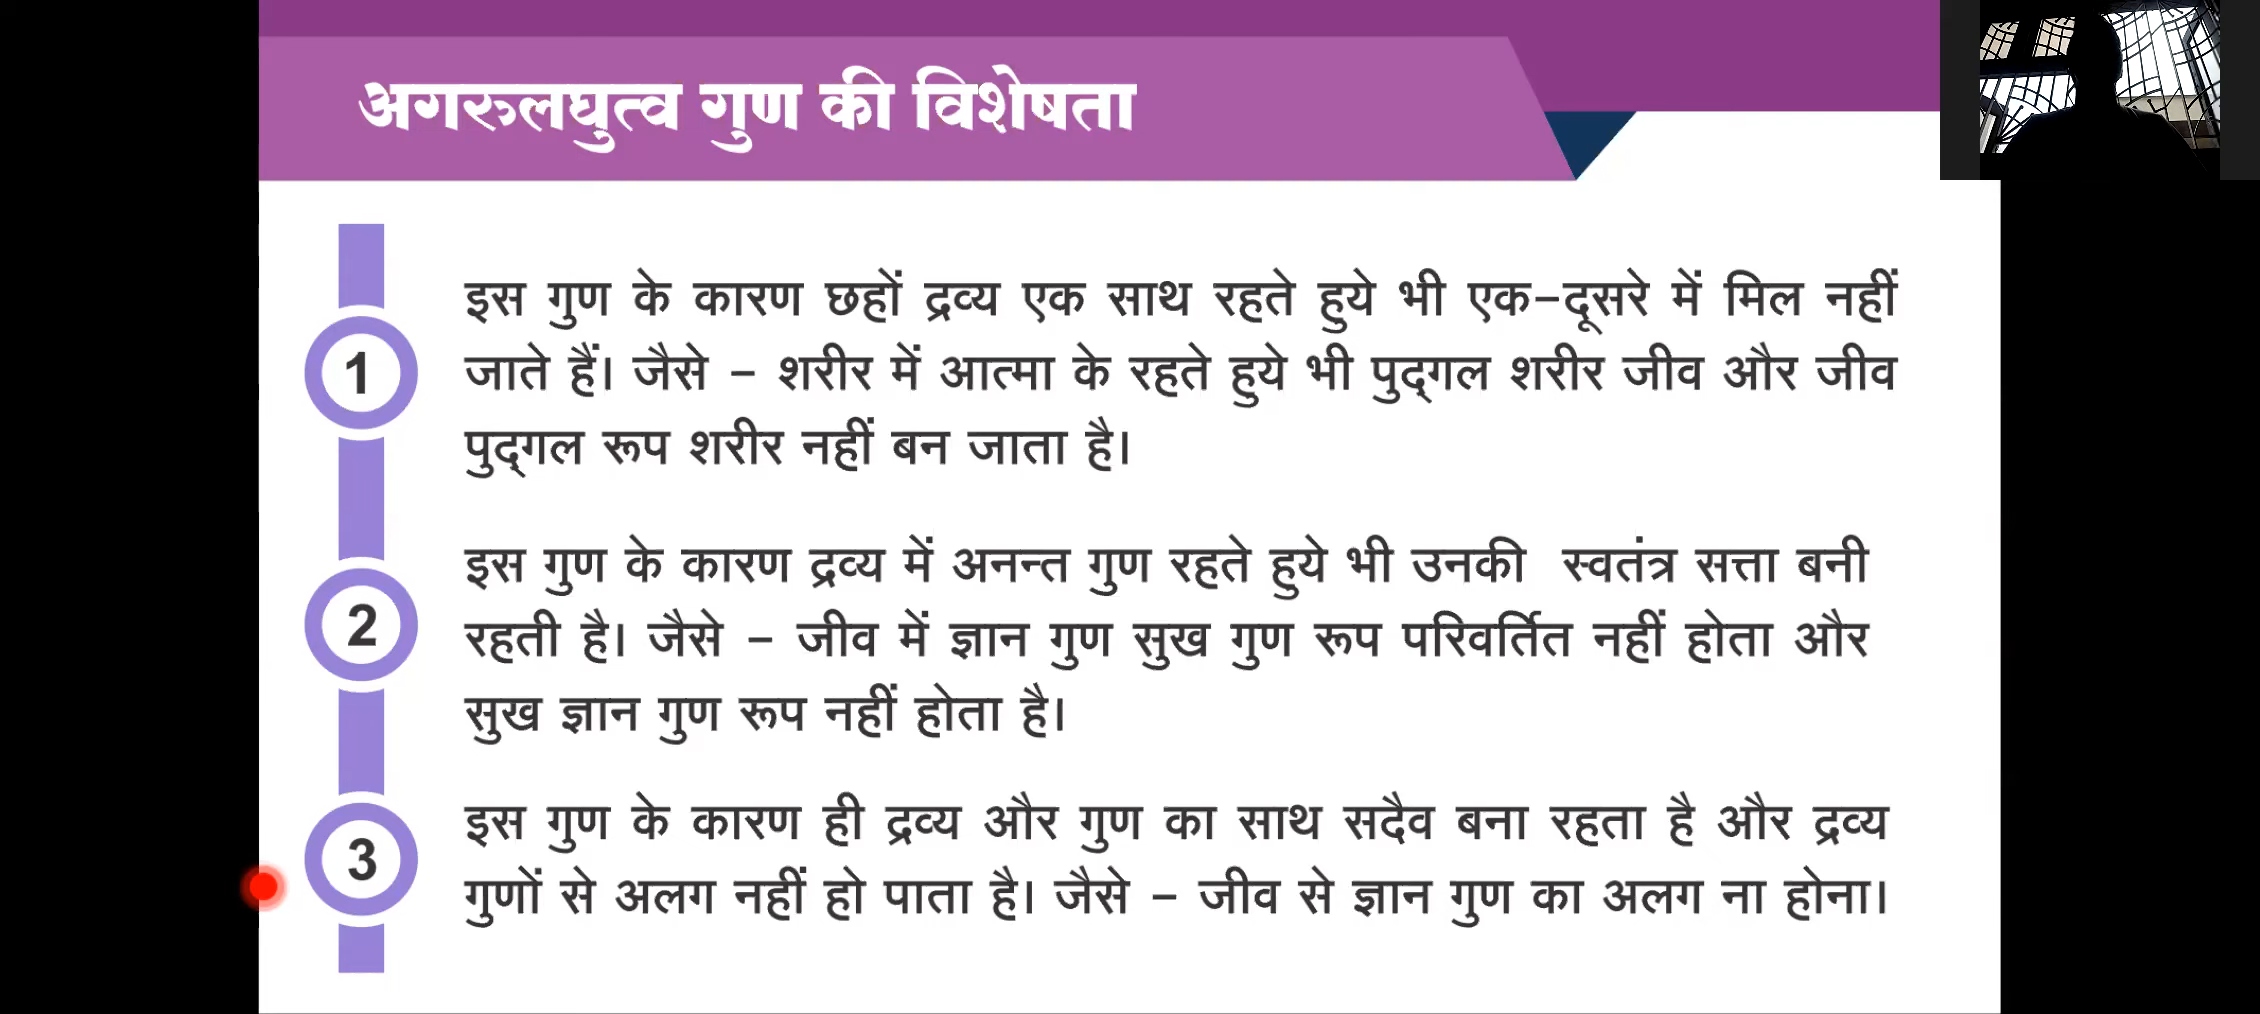 अगरुलघुत्व गुण की विशेषता
1
इस गुण के कारण छहों द्रव्य एक साथ रहते हुये भी एक-दूसरे में मिल नहीं
जाते हैं। जैसे - शरीर में आत्मा के रहते हुये भी पुद्‌गल शरीर जीव और जीव
पुद्‌गल रूप शरीर नहीं बन जाता है।
2
इस गुण के कारण द्रव्य में अनन्त गुण रहते हुये भी उनकी स्वतंत्र सत्ता बनी
रहती है। जैसे - जीव में ज्ञान गुण सुख गुण रूप परिवर्तित नहीं होता और
सुख ज्ञान गुण रूप नहीं होता है।
3
इस गुण के कारण ही द्रव्य और गुण का साथ सदैव बना रहता है और द्रव्य
गुणों से अलग नहीं हो पाता है। जैसे - जीव से ज्ञान गुण का अलग ना होना।